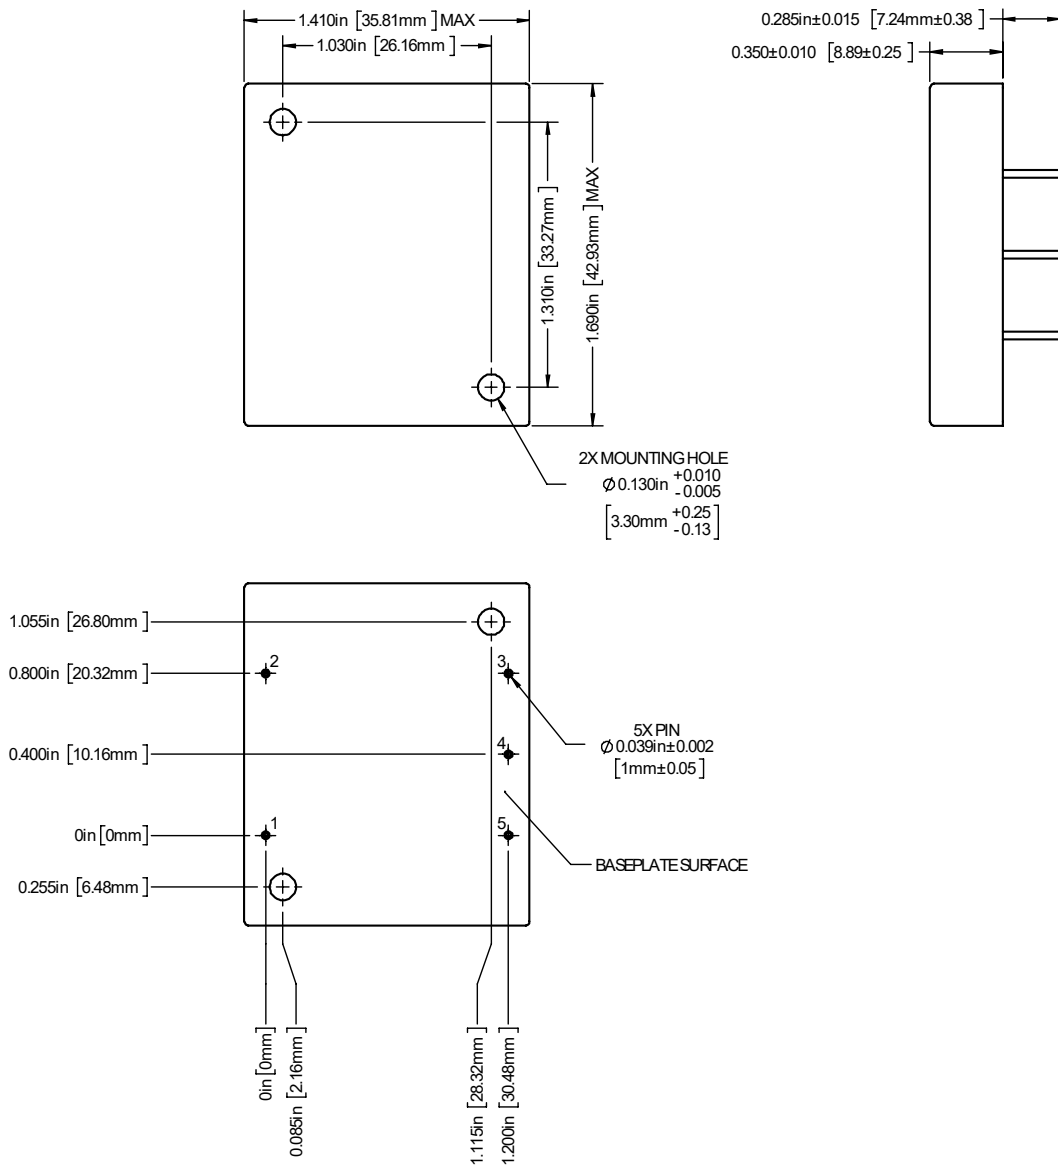 1.410in [35.81mm ] MAX
1.030in [26.16mm ]
0.285in±0.015 [7.24mm±0.38 ]
0.350±0.010 [8.89±0.25 ]
1.310in [33.27mm ]
1.690in [42.93mm ] MAX
2X MOUNTING HOLE
Ø 0.130in +0.010 - 0.005
[3.30mm +0.25 - 0.13 ]
1.055in [26.80mm ]
0.800in [20.32mm ]
2
3
5X PIN
Ø 0.039in±0.002
[1mm±0.05 ]
0.400in [10.16mm ]
4
0in [0mm]
1
5
BASEPLATE SURFACE
0.255in [6.48mm ]
0in [0mm]
0.085in [2.16mm ]
1.115in [28.32mm ]
1.200in [30.48mm ]